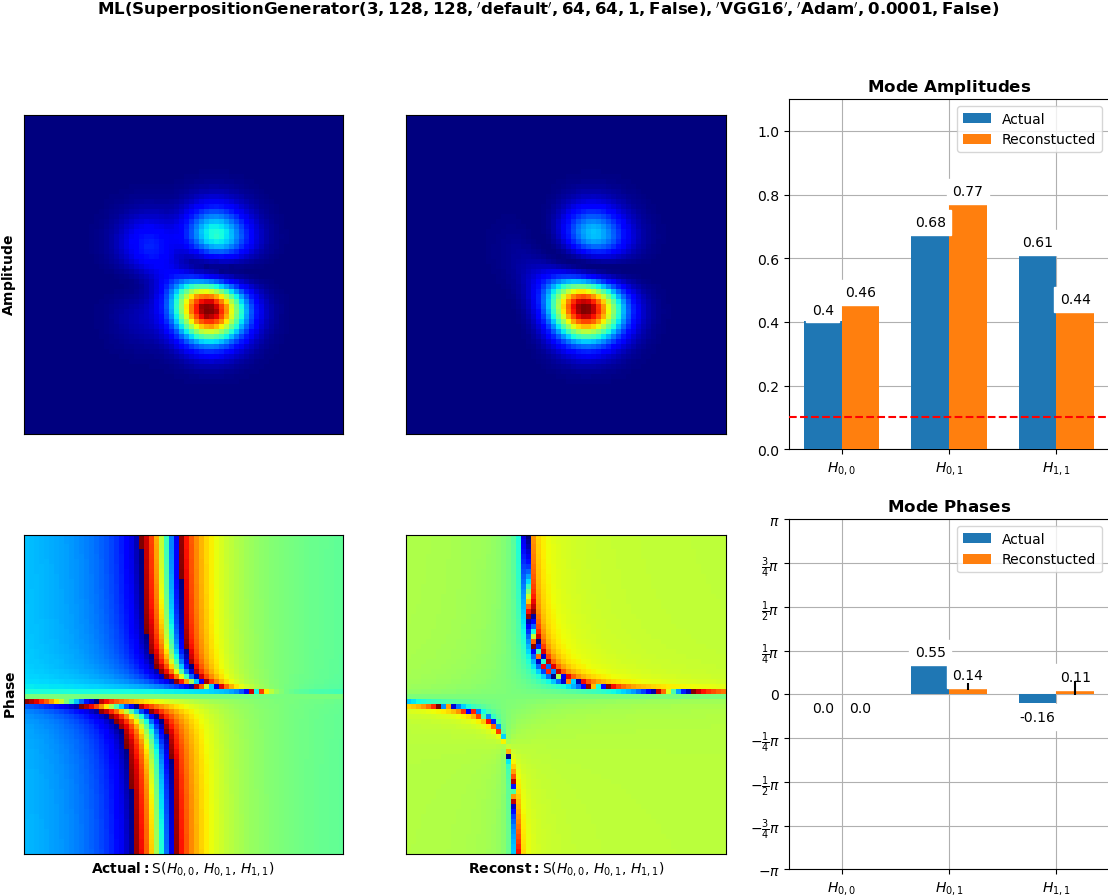 ML(SuperpositionGenerator(3, 128, 128, 'default', 64, 64, 1, False), 'VGG16', 'Adam', 0.0001, False)
Amplitude
Mode Amplitudes
Actual
Reconstucted
1.0
0.8
0.6
0.4
0.2
0.0
0.4
0.46
0.68
0.77
0.61
0.44
H0,0
H0,1
H1,1
Phase
Actual: S(H0,0, H0,1, H1,1)
Reconst: S(H0,0, H0,1, H1,1)
Mode Phases
Actual
Reconstucted
π
3/4π
1/2π
1/4π
0
−1/4π
−1/2π
−3/4π
−π
0.0
0.0
0.55
0.14
-0.16
0.11
H0,0
H0,1
H1,1